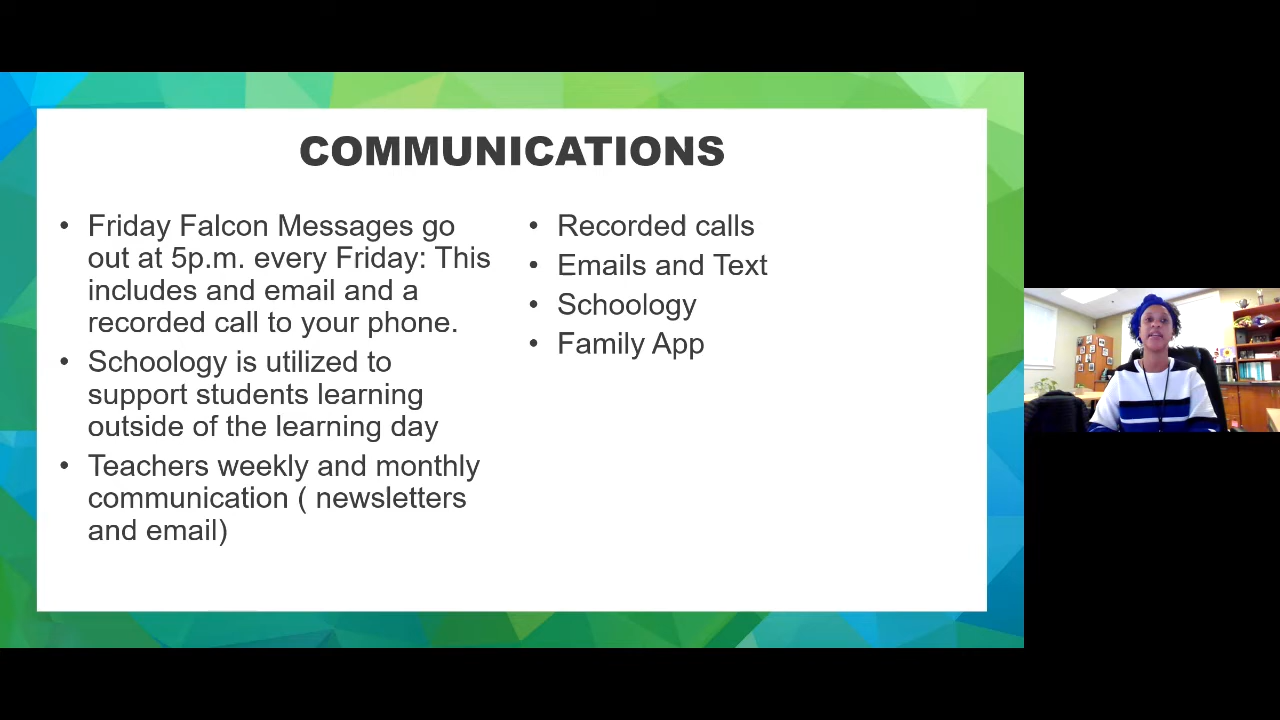 COMMUNICATIONS
• Friday Falcon Messages go
out at 5p.m. every Friday: This
includes and email and a
recorded call to your phone.
• Schoology is utilized to
support students learning
outside of the learning day
• Teachers weekly and monthly
communication ( newsletters
and email)
• Recorded calls
• Emails and Text
• Schoology
• Family App